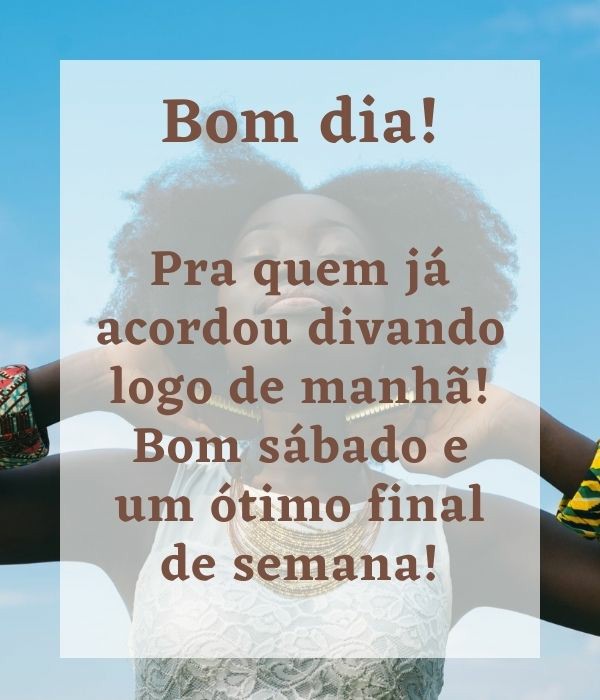 Bom dia!
Pra quem já
acordou divando
logo de manhã!
Bom sábado e
um ótimo final
de semana!